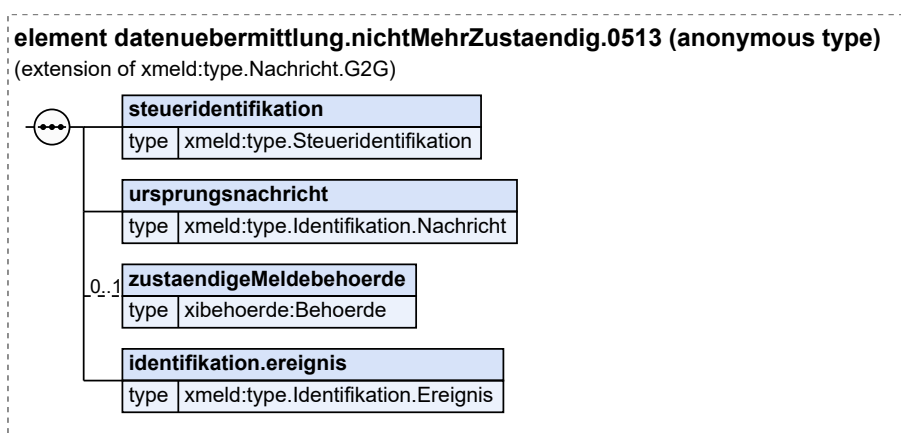 element datenuebermittlung.nichtMehrZustaendig.0513 (anonymous type)
(extension of xmeld:type.Nachricht.G2G)
steueridentifikation
type xmeld:type.Steueridentifikation
ursprungsnachricht
type xmeld:type.Identifikation.Nachricht
0..1 zustaendigeMeldebehoerde
type xibehoerde:Behoerde
identifikation.ereignis
type xmeld:type.Identifikation.Ereignis